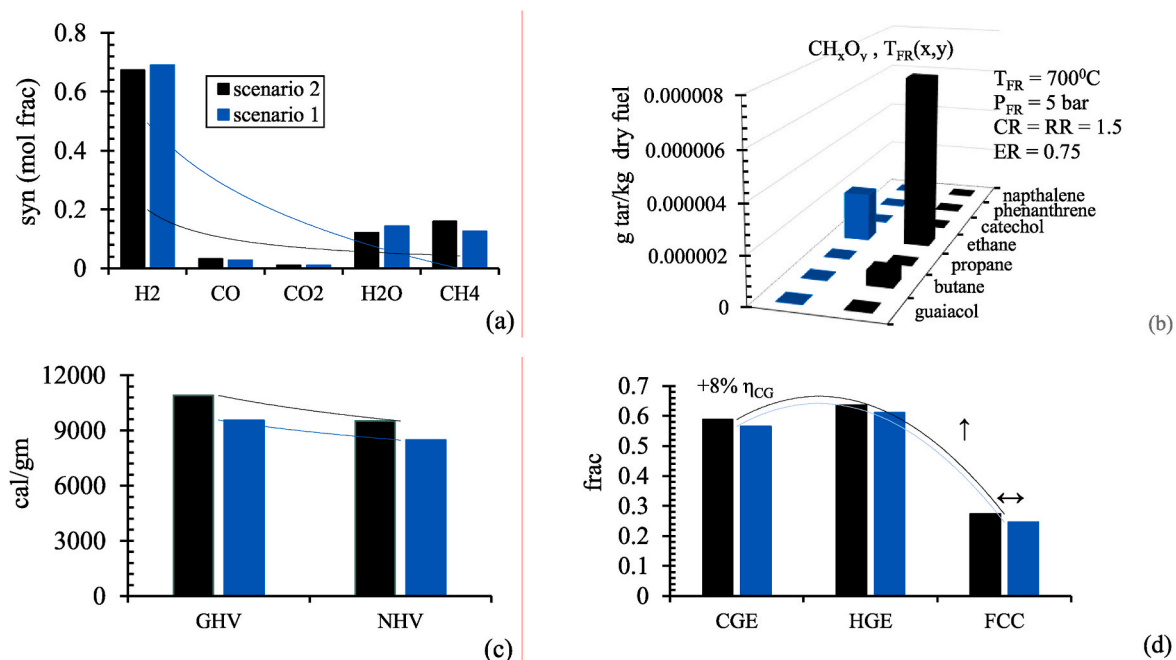 0.8
0.6
0.4
0.2
0
syn (mol frac)
scenario 2
scenario 1
H2 CO CO2 H2O CH4
(a)
CHxOy , TFR(x,y)
TFR = 700⁰C
PFR = 5 bar
CR = RR = 1.5
ER = 0.75
0.000008
0.000006
0.000004
0.000002
0
g tar/kg dry fuel
napthalene
phenanthrene
catechol
ethane
propane
butane
guaiacol
(b)
12000
9000
6000
3000
0
cal/gm
GHV NHV
(c)
0.7
0.6
0.5
0.4
0.3
0.2
0.1
0
frac
+8% ηCG
↑
↔
CGE HGE FCC
(d)